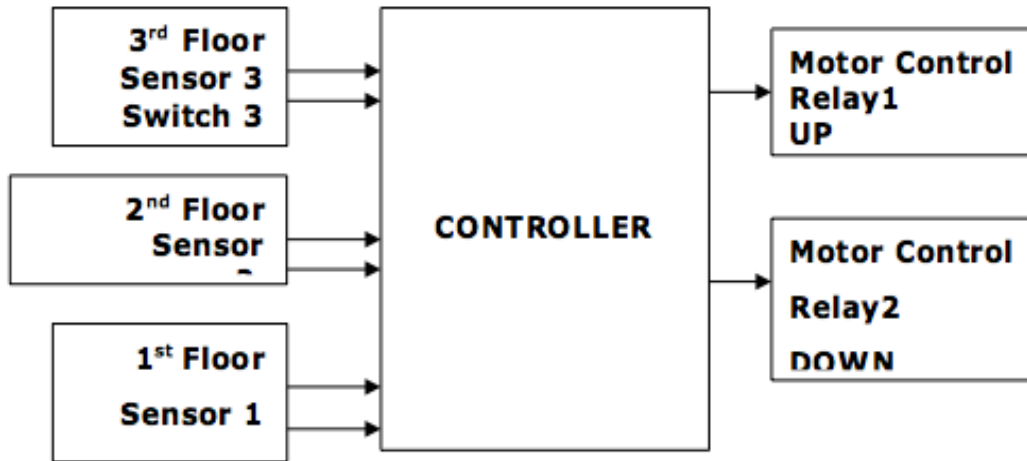 3rd Floor
Sensor 3
Switch 3
2nd Floor
Sensor
1st Floor
Sensor 1
CONTROLLER
Motor Control
Relay1
UP
Motor Control
Relay2
DOWN